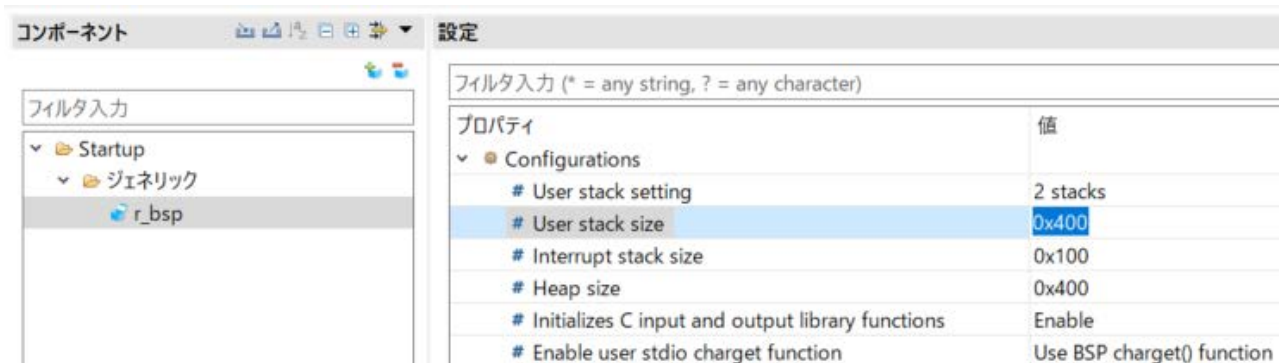 コンポーネント
フィルタ入力
Startup
ジェネリック
r_bsp
設定
フィルタ入力 (* = any string, ? = any character)
プロパティ 値
Configurations
# User stack setting 2 stacks
# User stack size 0x400
# Interrupt stack size 0x100
# Heap size 0x400
# Initializes C input and output library functions Enable
# Enable user stdio charget function Use BSP charget() function